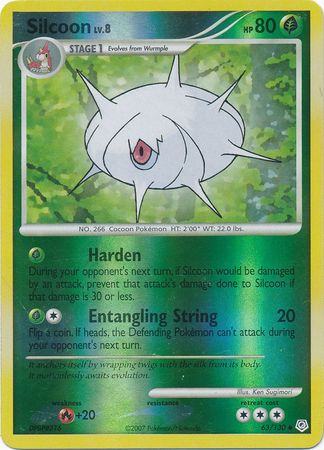 Silcoon LV.8 HP 80
STAGE 1 Evolves from Wurmple
NO. 266 Cocoon Pokémon HT: 2'00" WT: 22.0 lbs.
Harden
During your opponent's next turn, if Silcoon would be damaged
by an attack, prevent that attack's damage done to Silcoon if
that damage is 30 or less.
Entangling String 20
Flip a coin. If heads, the Defending Pokémon can't attack during
your opponent's next turn.
It anchors itself by wrapping twigs with the silk from its body.
It motionlessly awaits evolution.
Illus. Ken Sugimori
weakness resistance retreat cost
+20
DPBP#216 ©2007 Pokémon/Nintendo 63/130